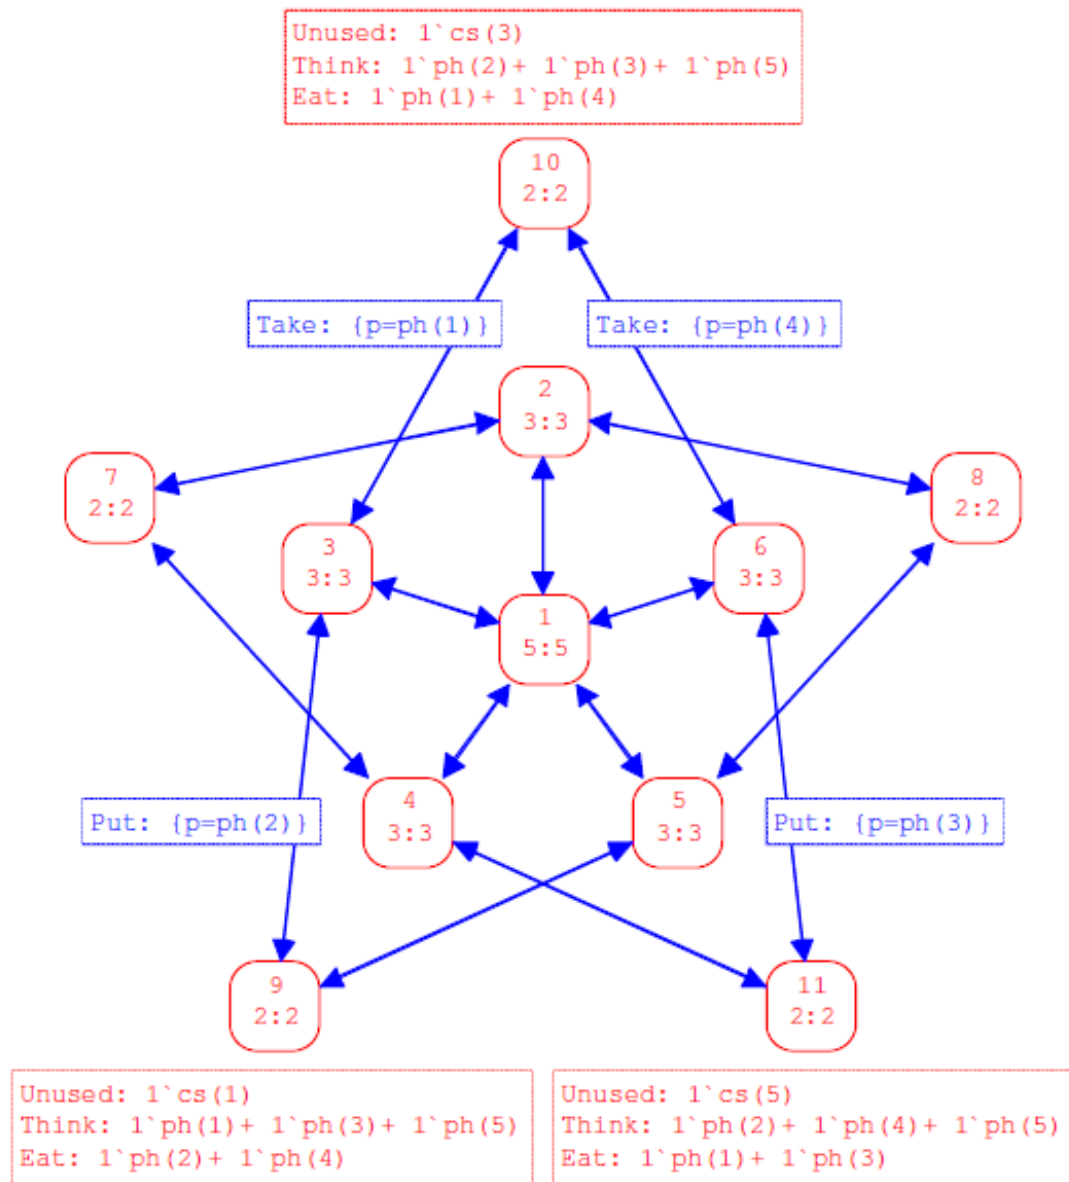 Unused: 1`cs(3)
Think: 1`ph(2)+ 1`ph(3)+ 1`ph(5)
Eat: 1`ph(1)+ 1`ph(4)
10
2:2
Take: {p=ph(1)}
Take: {p=ph(4)}
2
3:3
7
2:2
8
2:2
3
3:3
6
3:3
1
5:5
4
3:3
5
3:3
Put: {p=ph(2)}
Put: {p=ph(3)}
9
2:2
11
2:2
Unused: 1`cs(1)
Think: 1`ph(1)+ 1`ph(3)+ 1`ph(5)
Eat: 1`ph(2)+ 1`ph(4)
Unused: 1`cs(5)
Think: 1`ph(2)+ 1`ph(4)+ 1`ph(5)
Eat: 1`ph(1)+ 1`ph(3)